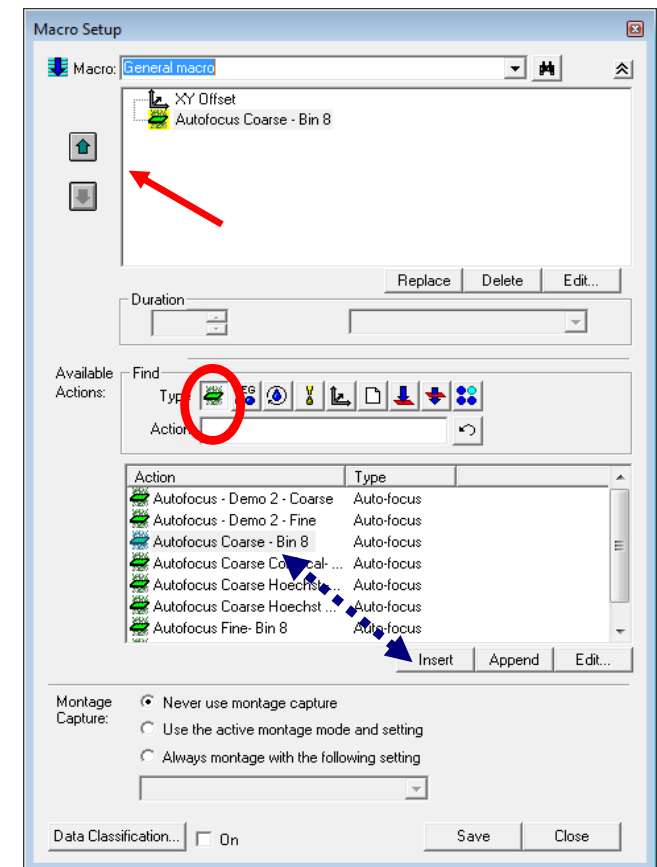 Macro Setup
Macro: General macro
XY Offset
Autofocus Coarse - Bin 8
Replace Delete Edit...
Duration
Available Actions:
Find
Type
Action
Action Type
Autofocus - Demo 2 - Coarse Auto-focus
Autofocus - Demo 2 - Fine Auto-focus
Autofocus Coarse - Bin 8 Auto-focus
Autofocus Coarse ... Auto-focus
Autofocus Coarse Hoechst ... Auto-focus
Autofocus Coarse Hoechst ... Auto-focus
Autofocus Fine- Bin 8 Auto-focus
Insert Append Edit...
Montage Capture:
Never use montage capture
Use the active montage mode and setting
Always montage with the following setting
Data Classification... On Save Close